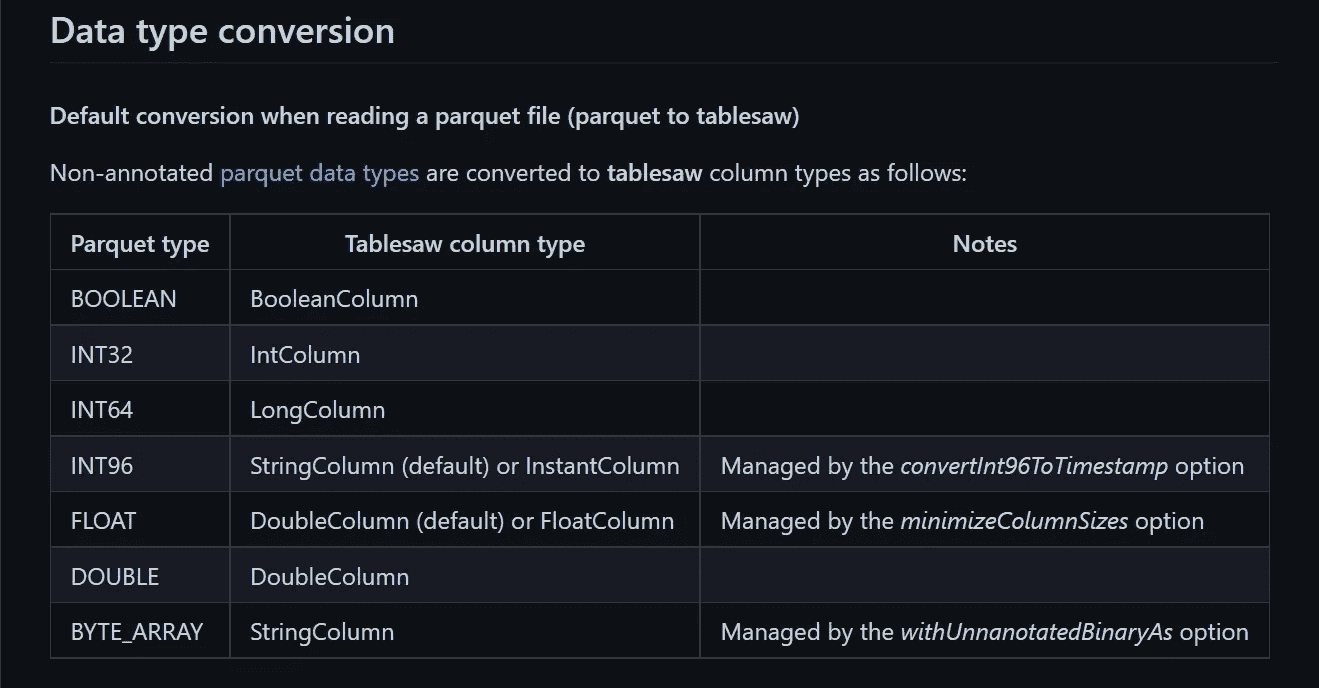 Data type conversion
Default conversion when reading a parquet file (parquet to tablesaw)
Non-annotated parquet data types are converted to tablesaw column types as follows:
Parquet type Tablesaw column type Notes
BOOLEAN BooleanColumn
INT32 IntColumn
INT64 LongColumn
INT96 StringColumn (default) or InstantColumn Managed by the convertInt96ToTimestamp option
FLOAT DoubleColumn (default) or FloatColumn Managed by the minimizeColumnSizes option
DOUBLE DoubleColumn
BYTE_ARRAY StringColumn Managed by the withUnnanotatedBinaryAs option